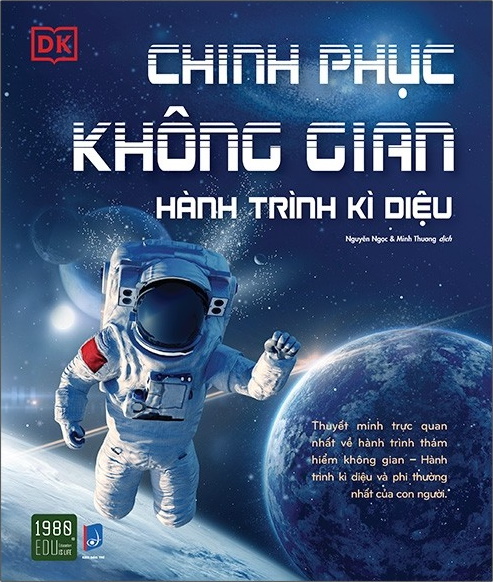 DK
CHINH PHỤC
KHÔNG GIAN
HÀNH TRÌNH KÌ DIỆU
Nguyên Ngọc & Minh Thương dịch
Thuyết minh trực quan
nhất về hành trình thám
hiểm không gian – Hành
trình kì diệu và phi thường
nhất của con người.
1980
EDU
IS LIFE